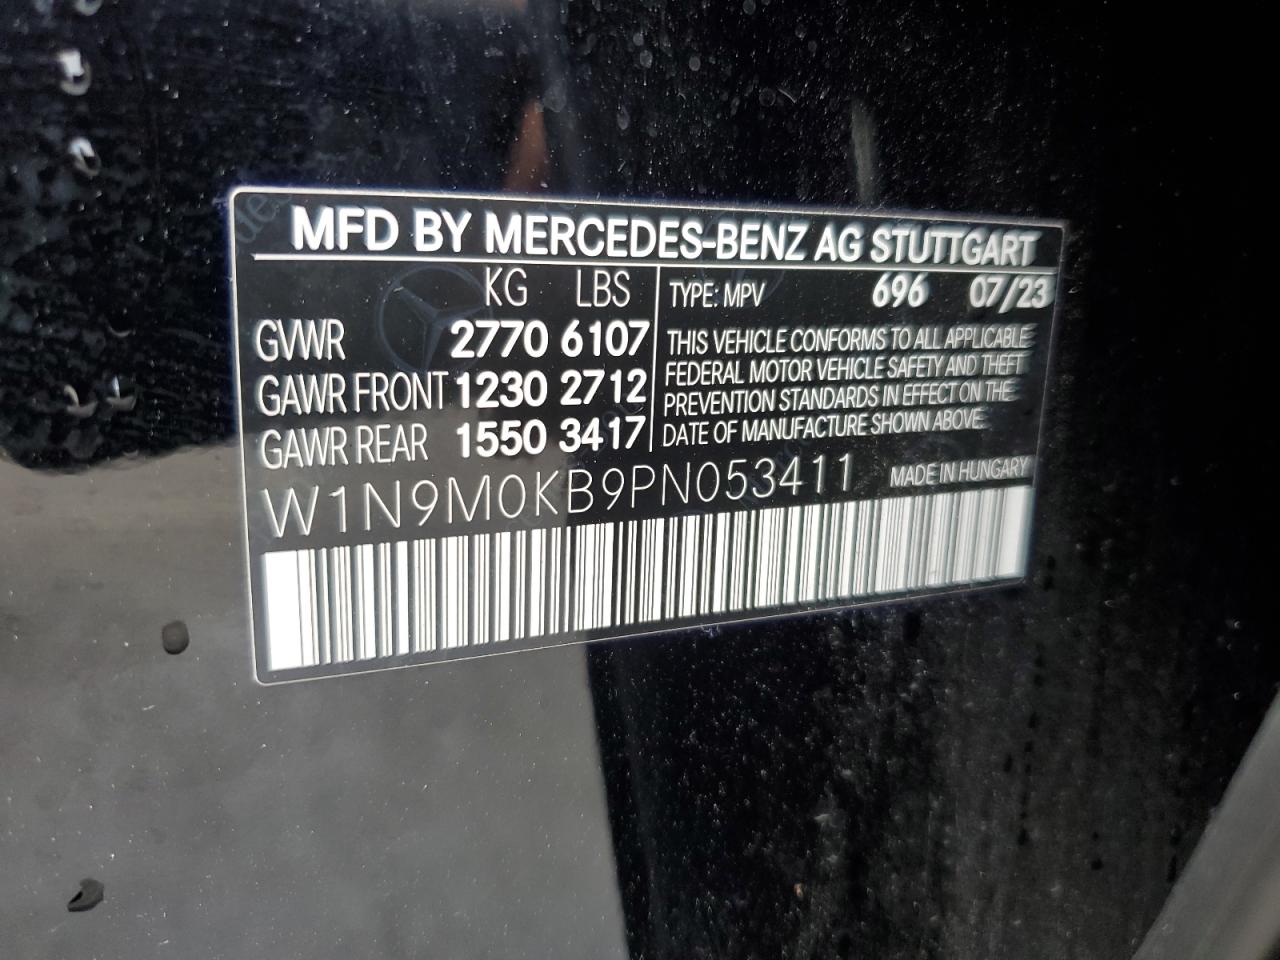 MFD BY MERCEDES-BENZ AG STUTTGART
KG LBS
GVWR 2770 6107
GAWR FRONT 1230 2712
GAWR REAR 1550 3417
TYPE: MPV 696 07/23
THIS VEHICLE CONFORMS TO ALL APPLICABLE
FEDERAL MOTOR VEHICLE SAFETY AND THEFT
PREVENTION STANDARDS IN EFFECT ON THE
DATE OF MANUFACTURE SHOWN ABOVE.
W1N9M0KB9PN053411 MADE IN HUNGARY